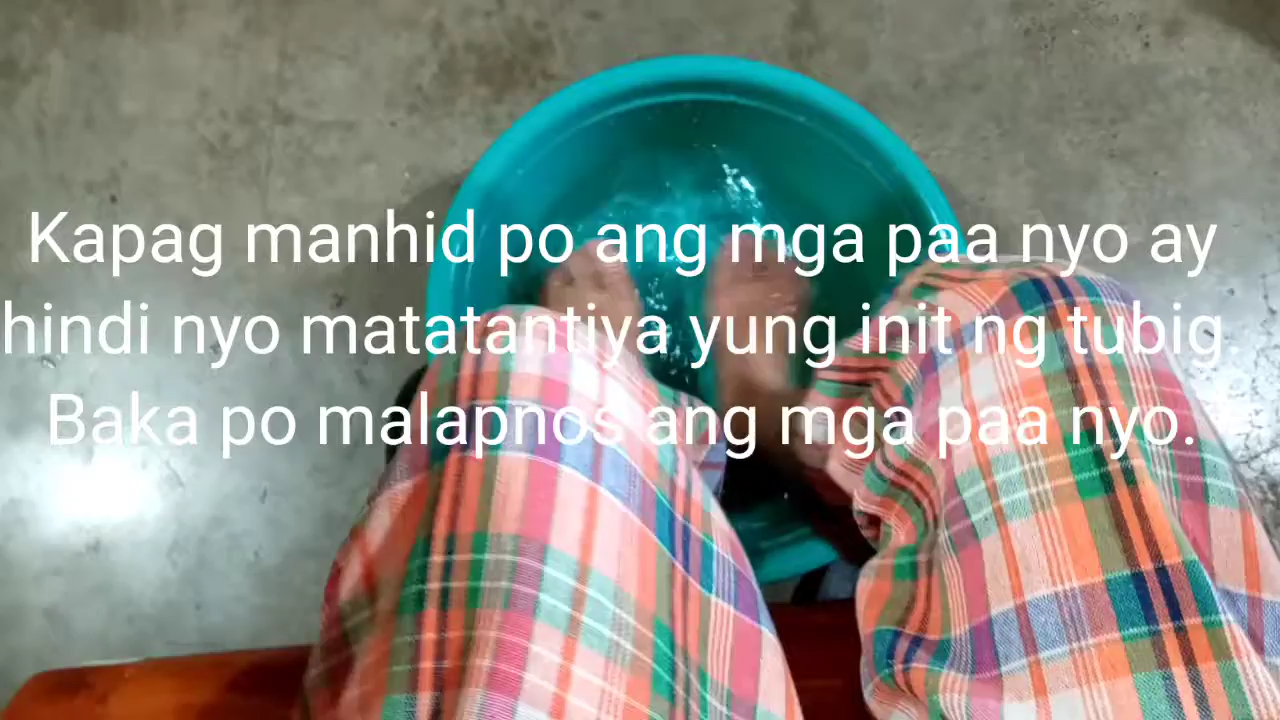 Kapag manhid po ang mga paa nyo ay
hindi nyo matatantiya yung init ng tubig.
Baka po malapnos ang mga paa nyo.